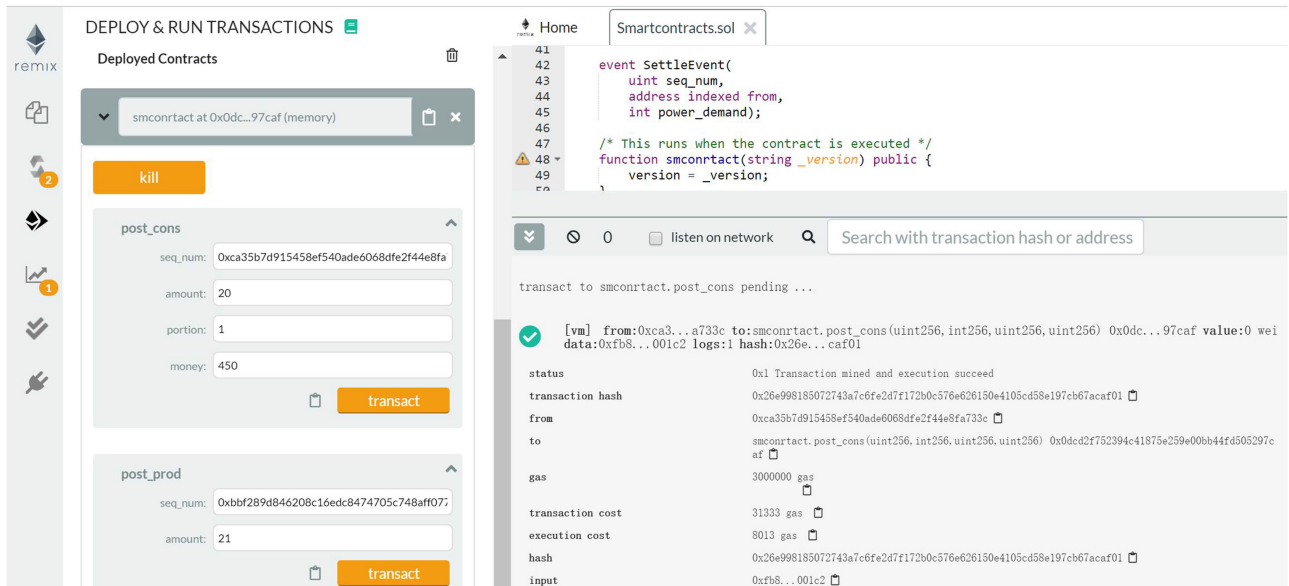 remix
2
1
DEPLOY & RUN TRANSACTIONS
Deployed Contracts
smconrtact at 0x0dc...97caf (memory)
kill
post_cons
seq_num: 0xca35b7d915458ef540ade6068dfe2f44e8fa
amount: 20
portion: 1
money: 450
transact
post_prod
seq_num: 0xbbf289d846208c16edc8474705c748aff07
amount: 21
transact
remix Home
Smartcontracts.sol
41
42 event SettleEvent(
43 uint seq_num,
44 address indexed from,
45 int power_demand);
46
47 /* This runs when the contract is executed */
48 function smconrtact(string _version) public {
49 version = _version;
50 }
0 listen on network Search with transaction hash or address
transact to smconrtact.post_cons pending ...
[vm] from:0xca3...a733c to:smconrtact.post_cons(uint256,int256,uint256,uint256) 0x0dc...97caf value:0 wei
data:0xfb8...001c2 logs:1 hash:0x26e...caf01
status 0x1 Transaction mined and execution succeed
transaction hash 0x26e998185072743a7c6fe2d7f172b0c576e626150e4105cd58e197cb67acaf01
from 0xca35b7d915458ef540ade6068dfe2f44e8fa733c
to smconrtact.post_cons(uint256,int256,uint256,uint256) 0x0dcd2f752394c41875e259e00bb44fd505297c
af
gas 3000000 gas
transaction cost 31333 gas
execution cost 8013 gas
hash 0x26e998185072743a7c6fe2d7f172b0c576e626150e4105cd58e197cb67acaf01
input 0xfb8...001c2